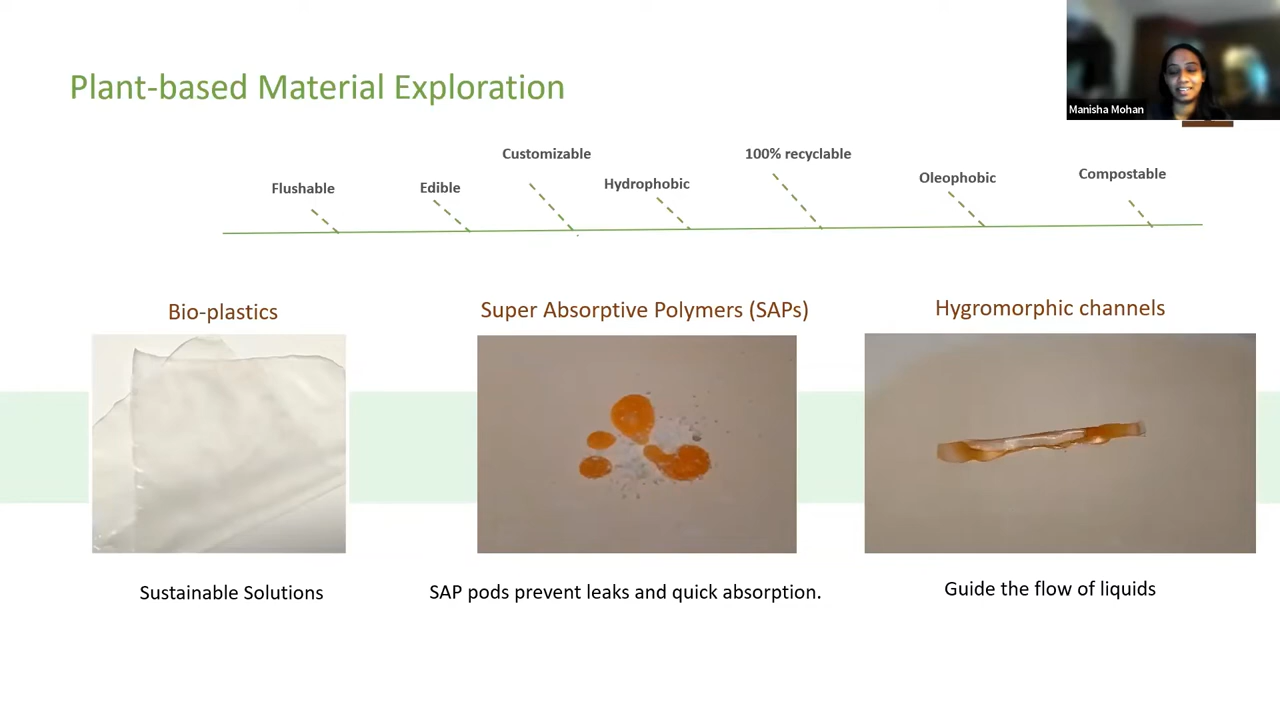 Plant-based Material Exploration
Manisha Mohan
Customizable
100% recyclable
Flushable
Edible
Hydrophobic
Oleophobic
Compostable
Bio-plastics
Super Absorptive Polymers (SAPs)
Hygromorphic channels
Sustainable Solutions
SAP pods prevent leaks and quick absorption.
Guide the flow of liquids